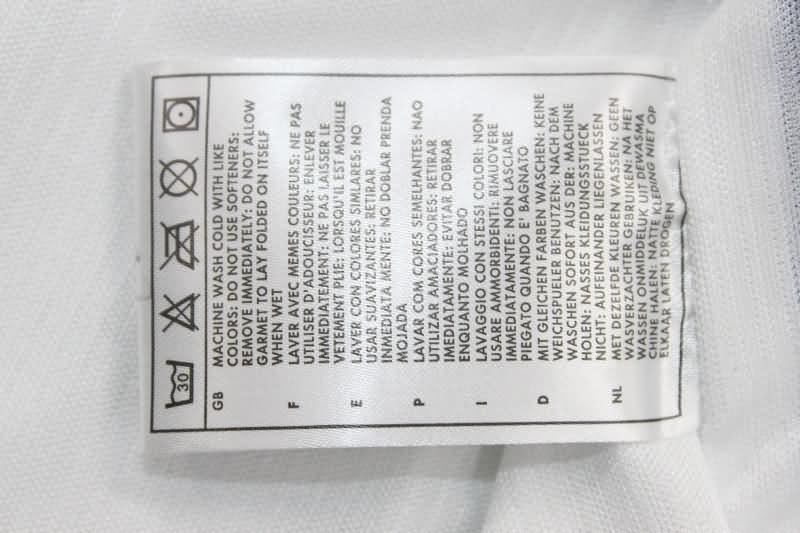 30
GB
MACHINE WASH COLD WITH LIKE
COLORS: DO NOT USE SOFTENERS:
REMOVE IMMEDIATELY: DO NOT ALLOW
GARMET TO LAY FOLDED ON ITSELF
WHEN WET
F
LAVER AVEC MEMES COULEURS: NE PAS
UTILISER D'ADOUCISSEUR: ENLEVER
IMMEDIATEMENT: NE PAS LAISSER LE
VETEMENT PLIE: LORSQU'IL EST MOUILLE
E
LAVER CON COLORES SIMLARES: NO
USAR SUAVIZANTES: RETIRAR
INMEDIATA MENTE: NO DOBLAR PRENDA
MOJADA
P
LAVAR COM CORES SEMELHANTES: NAO
UTILIZAR AMACIADORES: RETIRAR
IMEDIATAMENTE: EVITAR DOBRAR
ENQUANTO MOLHADO
I
LAVAGGIO CON STESSI COLORI: NON
USARE AMMORBIDENTI: RIMUOVERE
IMMEDIATAMENTE: NON LASCIARE
PIEGATO QUANDO E' BAGNATO
D
MIT GLEICHEN FARBEN WASCHEN: KEINE
WEICHSPUELER BENUTZEN: NACH DEM
WASCHEN SOFORT AUS DER: MACHINE
HOLEN: NASSES KLEIDUNGSSTUECK
NICHT: AUFEINANDER LIEGENLASSEN
NL
MET DEZELFDE KLEUREN WASSEN: GEEN
WASVERZACHTER GEBRUIKEN: NA HET
WASSEN ONMIDDELIJK UIT DEWASMA
CHINE HALEN: NATTE KLEDING NIET OP
ELKAAR LATEN DROGEN